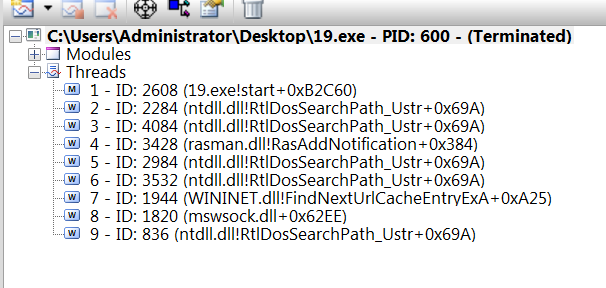 C:\Users\Administrator\Desktop\19.exe - PID: 600 - (Terminated)
Modules
Threads
M 1 - ID: 2608 (19.exe!start+0xB2C60)
W 2 - ID: 2284 (ntdll.dll!RtlDosSearchPath_Ustr+0x69A)
W 3 - ID: 4084 (ntdll.dll!RtlDosSearchPath_Ustr+0x69A)
W 4 - ID: 3428 (rasman.dll!RasAddNotification+0x384)
W 5 - ID: 2984 (ntdll.dll!RtlDosSearchPath_Ustr+0x69A)
W 6 - ID: 3532 (ntdll.dll!RtlDosSearchPath_Ustr+0x69A)
W 7 - ID: 1944 (WININET.dll!FindNextUrlCacheEntryExA+0xA25)
W 8 - ID: 1820 (mswsock.dll+0x62EE)
W 9 - ID: 836 (ntdll.dll!RtlDosSearchPath_Ustr+0x69A)